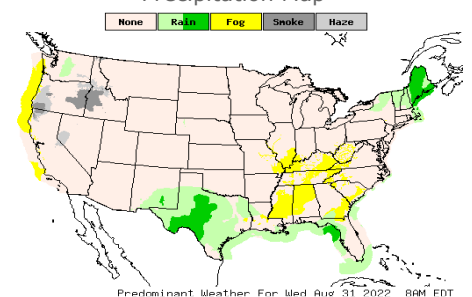 Precipitation Map
None Rain Fog Smoke Haze
Predominant Weather For Wed Aug 31 2022 8AM EDT